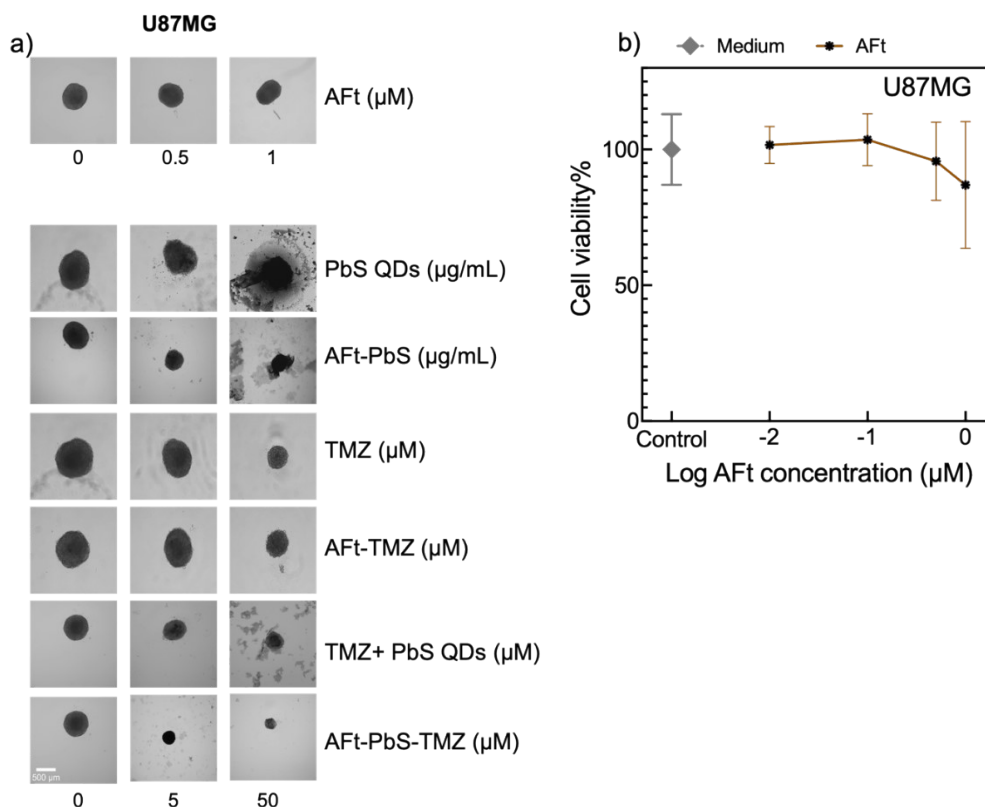 U87MG
a)
AFt (µM)
0 0.5 1
PbS QDs (µg/mL)
AFt-PbS (µg/mL)
TMZ (µM)
AFt-TMZ (µM)
TMZ+ PbS QDs (µM)
AFt-PbS-TMZ (µM)
500 µm
0 5 50
b)
Medium AFt
U87MG
Cell viability%
100
50
0
Control -2 -1 0
Log AFt concentration (µM)